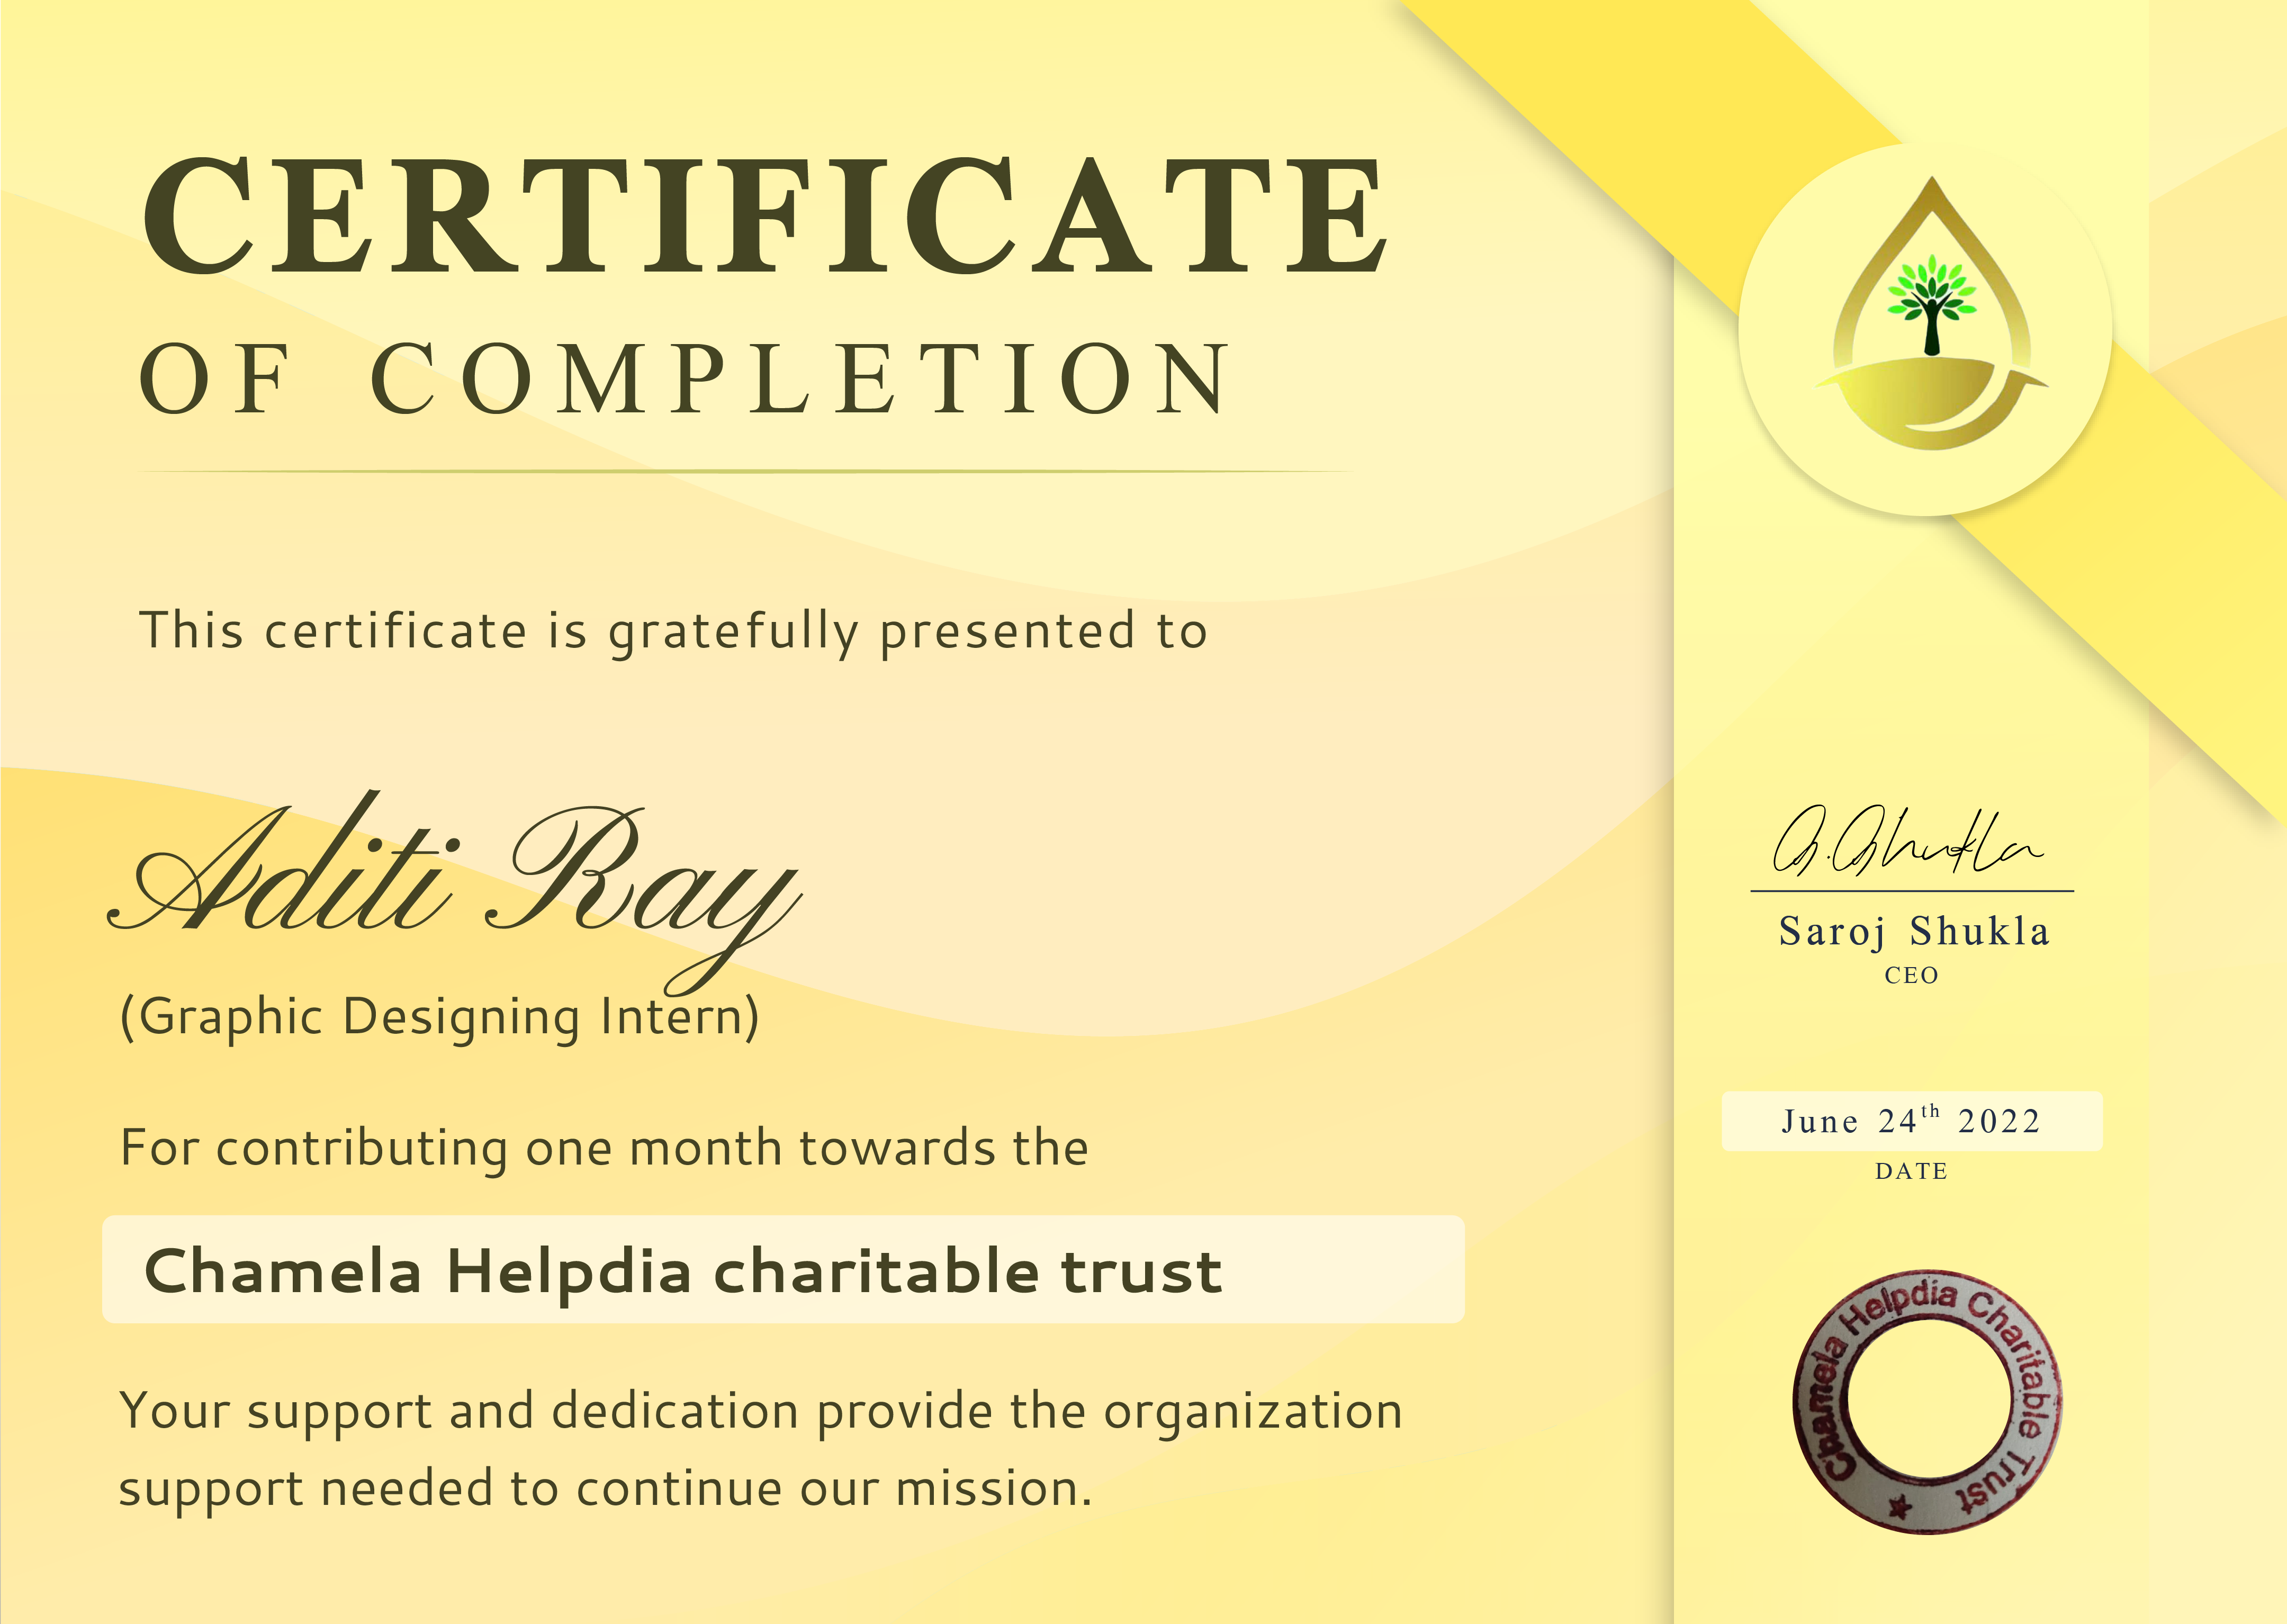 CERTIFICATE
OF COMPLETION
This certificate is gratefully presented to
Aditi Ray
(Graphic Designing Intern)
For contributing one month towards the
Chamela Helpdia charitable trust
Your support and dedication provide the organization
support needed to continue our mission.
S. Shukla
Saroj Shukla
CEO
June 24th 2022
DATE
Chamela Helpdia Charitable Trust ★